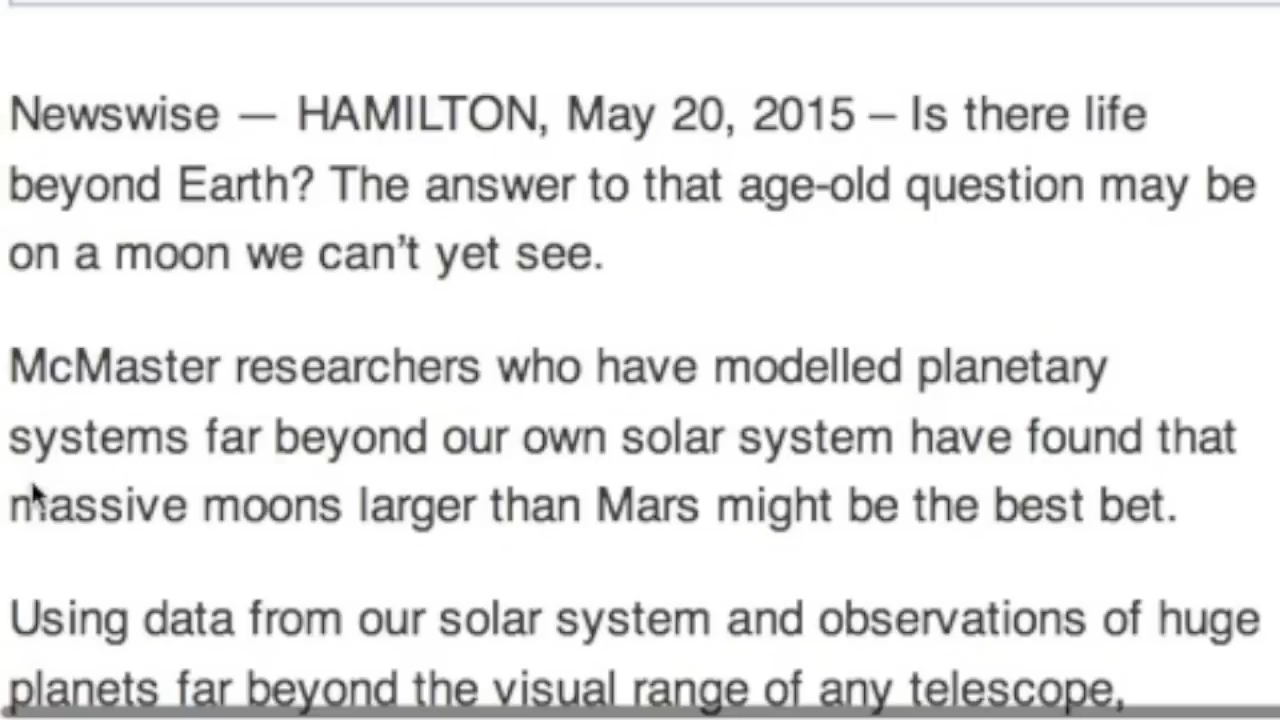 Newswise — HAMILTON, May 20, 2015 – Is there life
beyond Earth? The answer to that age-old question may be
on a moon we can’t yet see.
McMaster researchers who have modelled planetary
systems far beyond our own solar system have found that
massive moons larger than Mars might be the best bet.
Using data from our solar system and observations of huge
planets far beyond the visual range of any telescope,